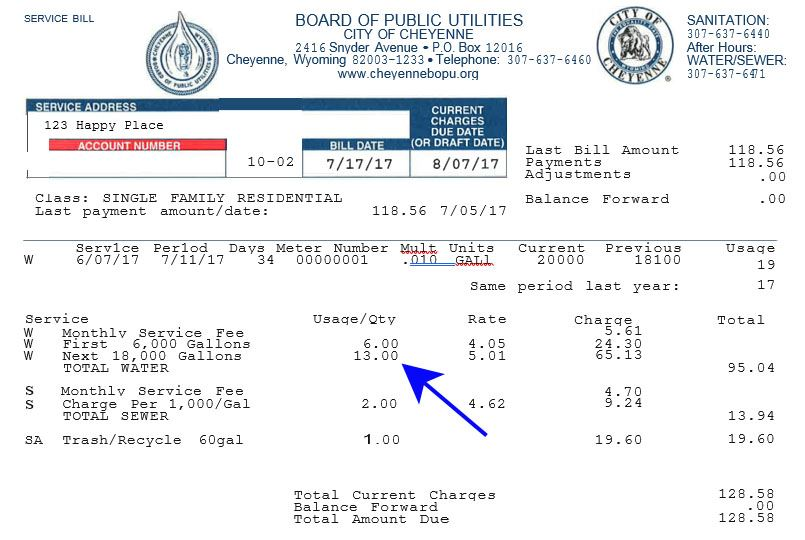 SERVICE BILL
BOARD OF PUBLIC UTILITIES
CITY OF CHEYENNE
2416 Snyder Avenue • P.O. Box 12016
Cheyenne, Wyoming 82003-1233 • Telephone: 307-637-6460
www.cheyennebopu.org
CHEYENNE WYOMING
BOARD OF PUBLIC UTILITIES
CITY OF CHEYENNE
SANITATION:
307-637-6440
After Hours:
WATER/SEWER:
307-637-6471
SERVICE ADDRESS
123 Happy Place
ACCOUNT NUMBER
10-02
BILL DATE
7/17/17
CURRENT
CHARGES
DUE DATE
(OR DRAFT DATE)
8/07/17
Last Bill Amount 118.56
Payments 118.56
Adjustments .00
Balance Forward .00
Class: SINGLE FAMILY RESIDENTIAL
Last payment amount/date: 118.56 7/05/17
Service Period Days Meter Number Mult Units Current Previous Usage
W 6/07/17 7/11/17 34 00000001 .010 GALL 20000 18100 19
Same period last year: 17
Service Usage/Qty Rate Charge Total
W Monthly Service Fee 5.61
W First 6,000 Gallons 6.00 4.05 24.30
W Next 18,000 Gallons 13.00 5.01 65.13
TOTAL WATER 95.04
S Monthly Service Fee 4.70
S Charge Per 1,000/Gal 2.00 4.62 9.24
TOTAL SEWER 13.94
SA Trash/Recycle 60gal 1.00 19.60 19.60
Total Current Charges 128.58
Balance Forward .00
Total Amount Due 128.58